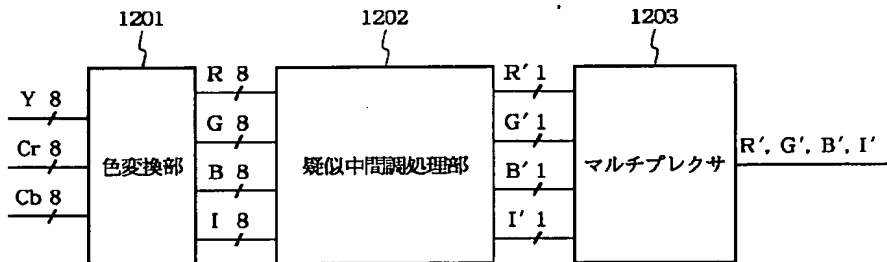 1201
1202
1203
Y 8
Cr 8
Cb 8
色変換部
R 8
G 8
B 8
I 8
疑似中間調処理部
R′ 1
G′ 1
B′ 1
I′ 1
マルチプレクサ
R′, G′, B′, I′